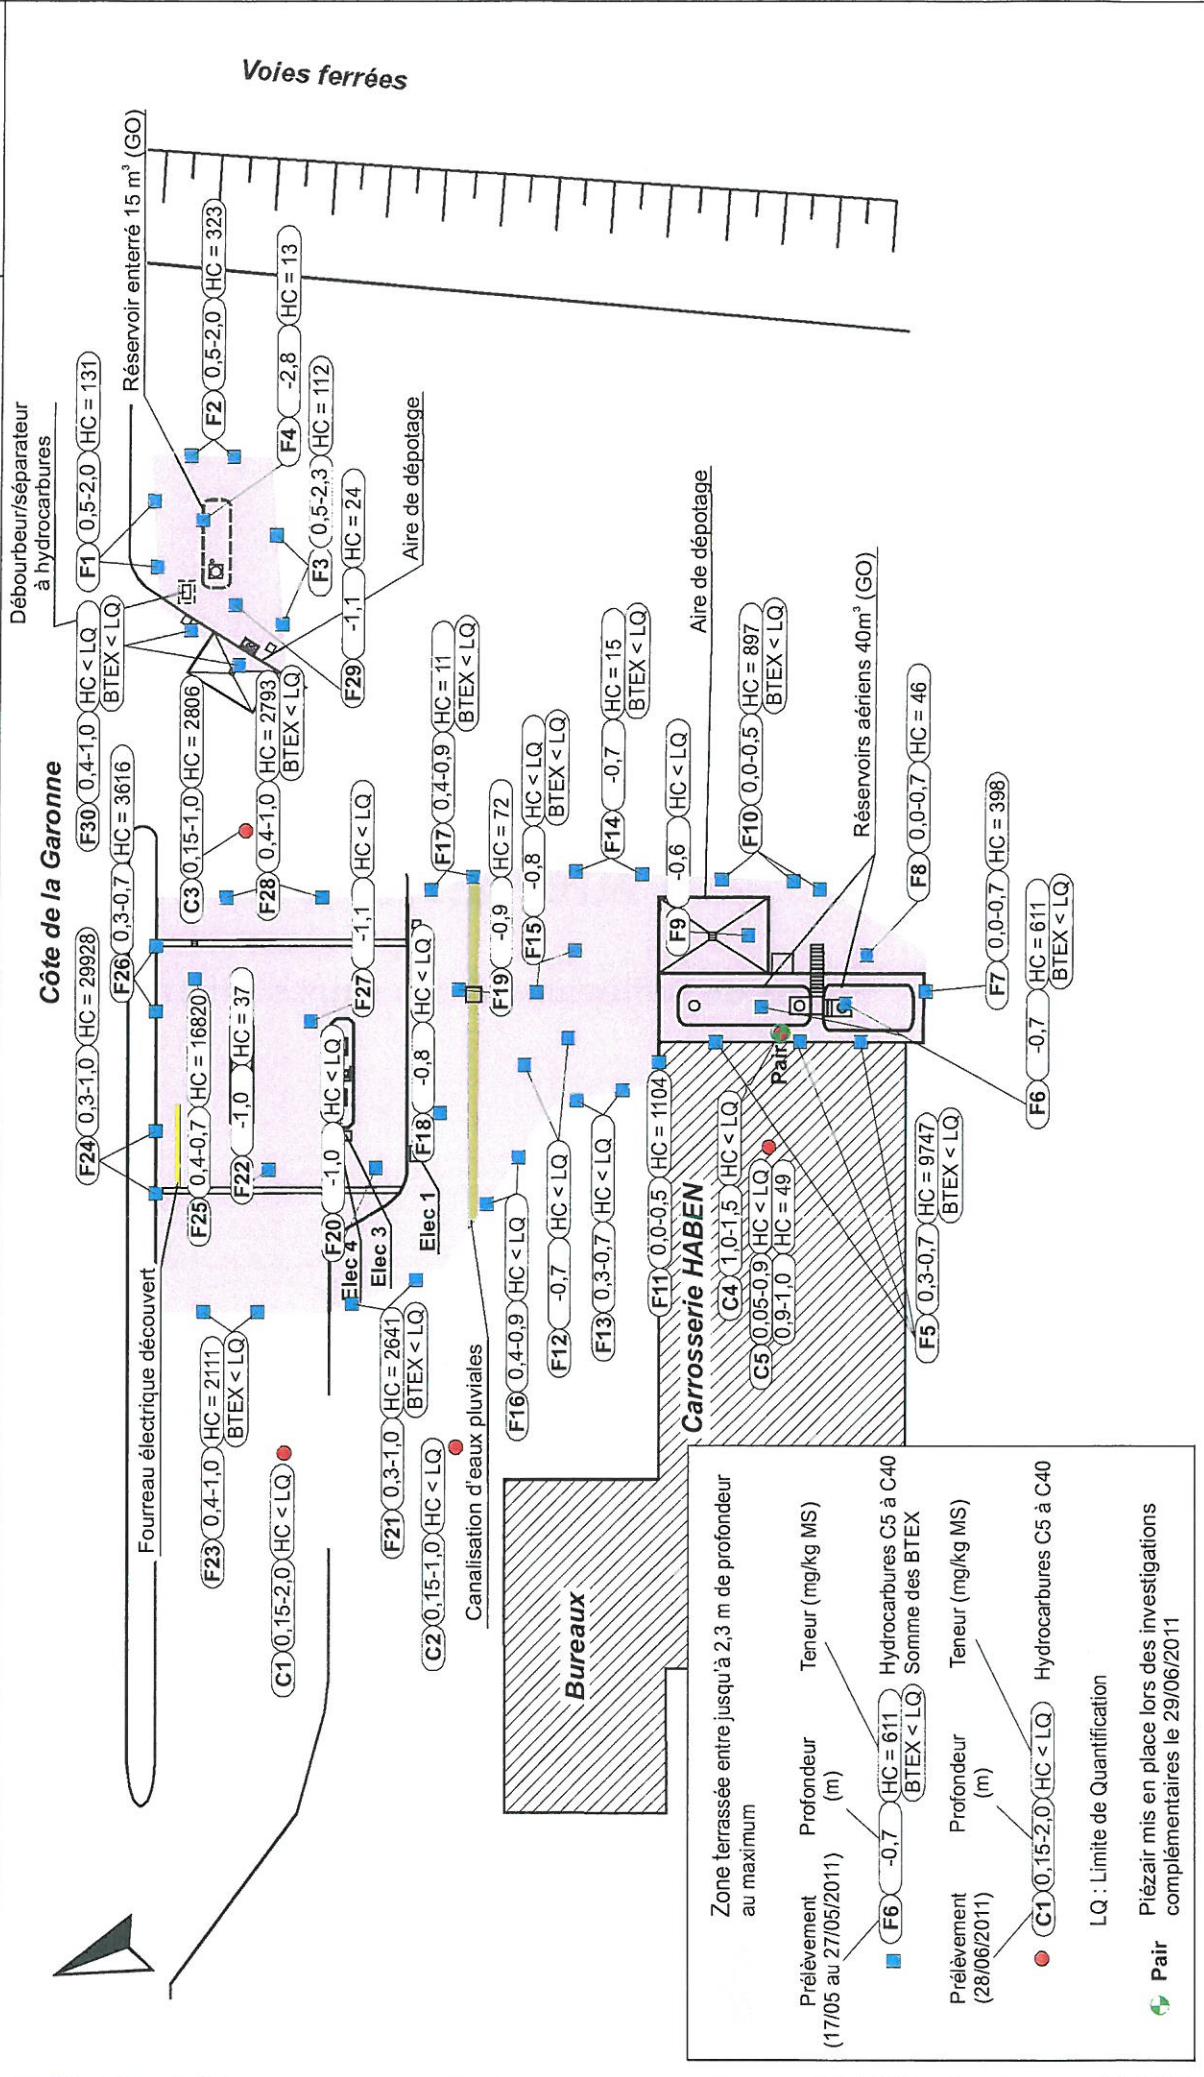 Voies ferrées
Côte de la Garonne
Débourbeur/séparateur
à hydrocarbures
Réservoir enterré 15 m³ (GO)
F1 0,5-2,0 HC = 131
F2 0,5-2,0 HC = 323
F4 -2,8 HC = 13
F3 0,5-2,3 HC = 112
F29 -1,1 HC = 24
Aire de dépotage
F30 0,4-1,0 HC < LQ
BTEX < LQ
F26 0,3-0,7 HC = 3616
C3 0,15-1,0 HC = 2806
F28 0,4-1,0 HC = 2793
BTEX < LQ
F24 0,3-1,0 HC = 29928
F25 0,4-0,7 HC = 16820
F22 -1,0 HC = 37
F27 -1,1 HC < LQ
F20 -1,0 HC < LQ
Elec 4
Elec 3
Elec 1
F18 -0,8 HC < LQ
F17 0,4-0,9 HC = 11
BTEX < LQ
F19 -0,9 HC = 72
F15 -0,8 HC < LQ
BTEX < LQ
F14 -0,7 HC = 15
BTEX < LQ
F9 -0,6 HC < LQ
Aire de dépotage
F10 0,0-0,5 HC = 897
BTEX < LQ
Réservoirs aériens 40m³ (GO)
F8 0,0-0,7 HC = 46
F7 0,0-0,7 HC = 398
F6 -0,7 HC = 611
BTEX < LQ
Fourreau électrique découvert
F23 0,4-1,0 HC = 2111
BTEX < LQ
C1 0,15-2,0 HC < LQ
F21 0,3-1,0 HC = 2641
BTEX < LQ
C2 0,15-1,0 HC < LQ
Canalisation d'eaux pluviales
F16 0,4-0,9 HC < LQ
F12 -0,7 HC < LQ
F13 0,3-0,7 HC < LQ
F11 0,0-0,5 HC = 1104
Carrosserie HABEN
C4 1,0-1,5 HC < LQ
C5 0,05-0,9 HC < LQ
0,9-1,0 HC = 49
Pair
F5 0,3-0,7 HC = 9747
BTEX < LQ
Bureaux
Zone terrassée entre jusqu'à 2,3 m de profondeur
au maximum
Prélèvement
(17/05 au 27/05/2011)
Profondeur
(m)
Teneur (mg/kg MS)
F6 -0,7 HC = 611 Hydrocarbures C5 à C40
BTEX < LQ Somme des BTEX
Prélèvement
(28/06/2011)
Profondeur
(m)
Teneur (mg/kg MS)
C1 0,15-2,0 HC < LQ Hydrocarbures C5 à C40
LQ : Limite de Quantification
Pair Piézair mis en place lors des investigations
complémentaires le 29/06/2011